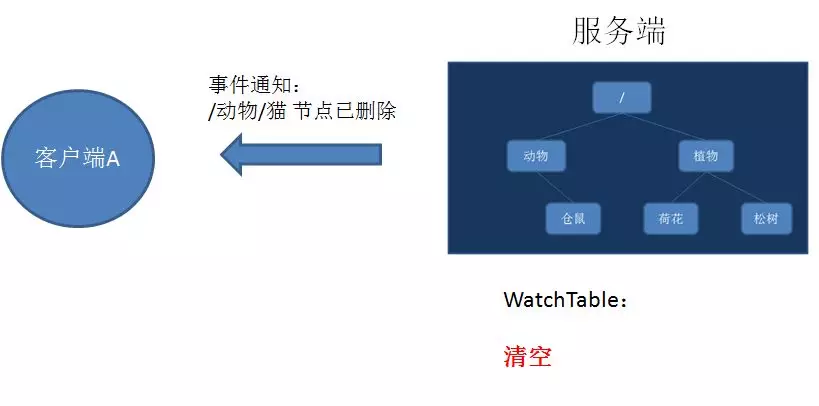 服务端
事件通知：
/动物/猫 节点已删除
客户端A
/
动物
植物
仓鼠
荷花
松树
WatchTable：
清空